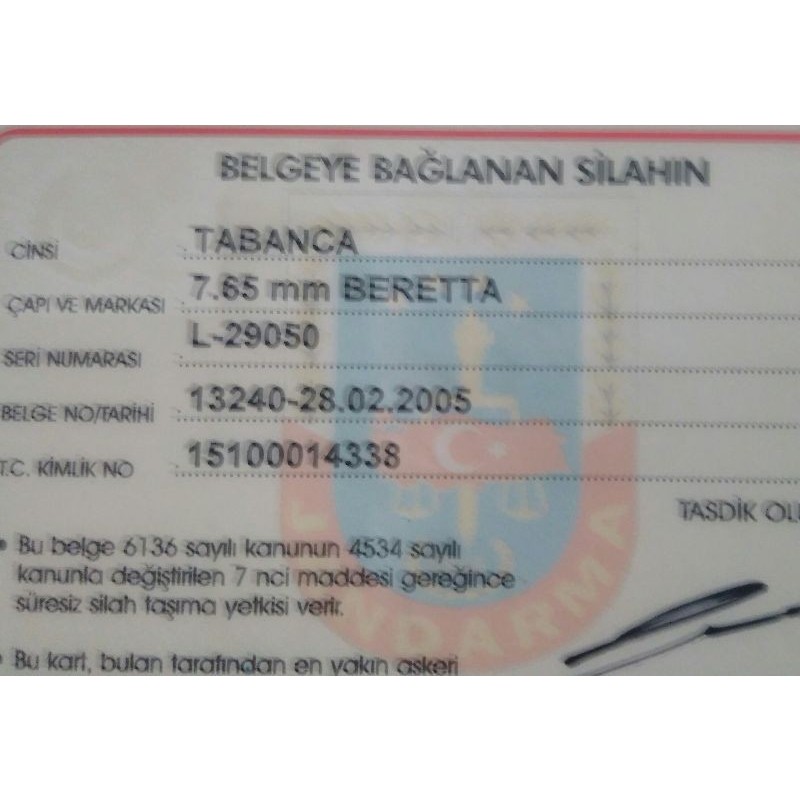 BELGEYE BAĞLANAN SİLAHIN
CİNSİ : TABANCA
ÇAPI VE MARKASI : 7.65 mm BERETTA
SERİ NUMARASI : L-29050
BELGE NO/TARİHİ : 13240-28.02.2005
T.C. KİMLİK NO : 15100014338
TASDİK OLU
• Bu belge 6136 sayılı kanunun 4534 sayılı
kanunla değiştirilen 7 nci maddesi gereğince
süresiz silah taşıma yetkisi verir.
• Bu kart, bulan tarafından en yakın askeri
JANDARMA